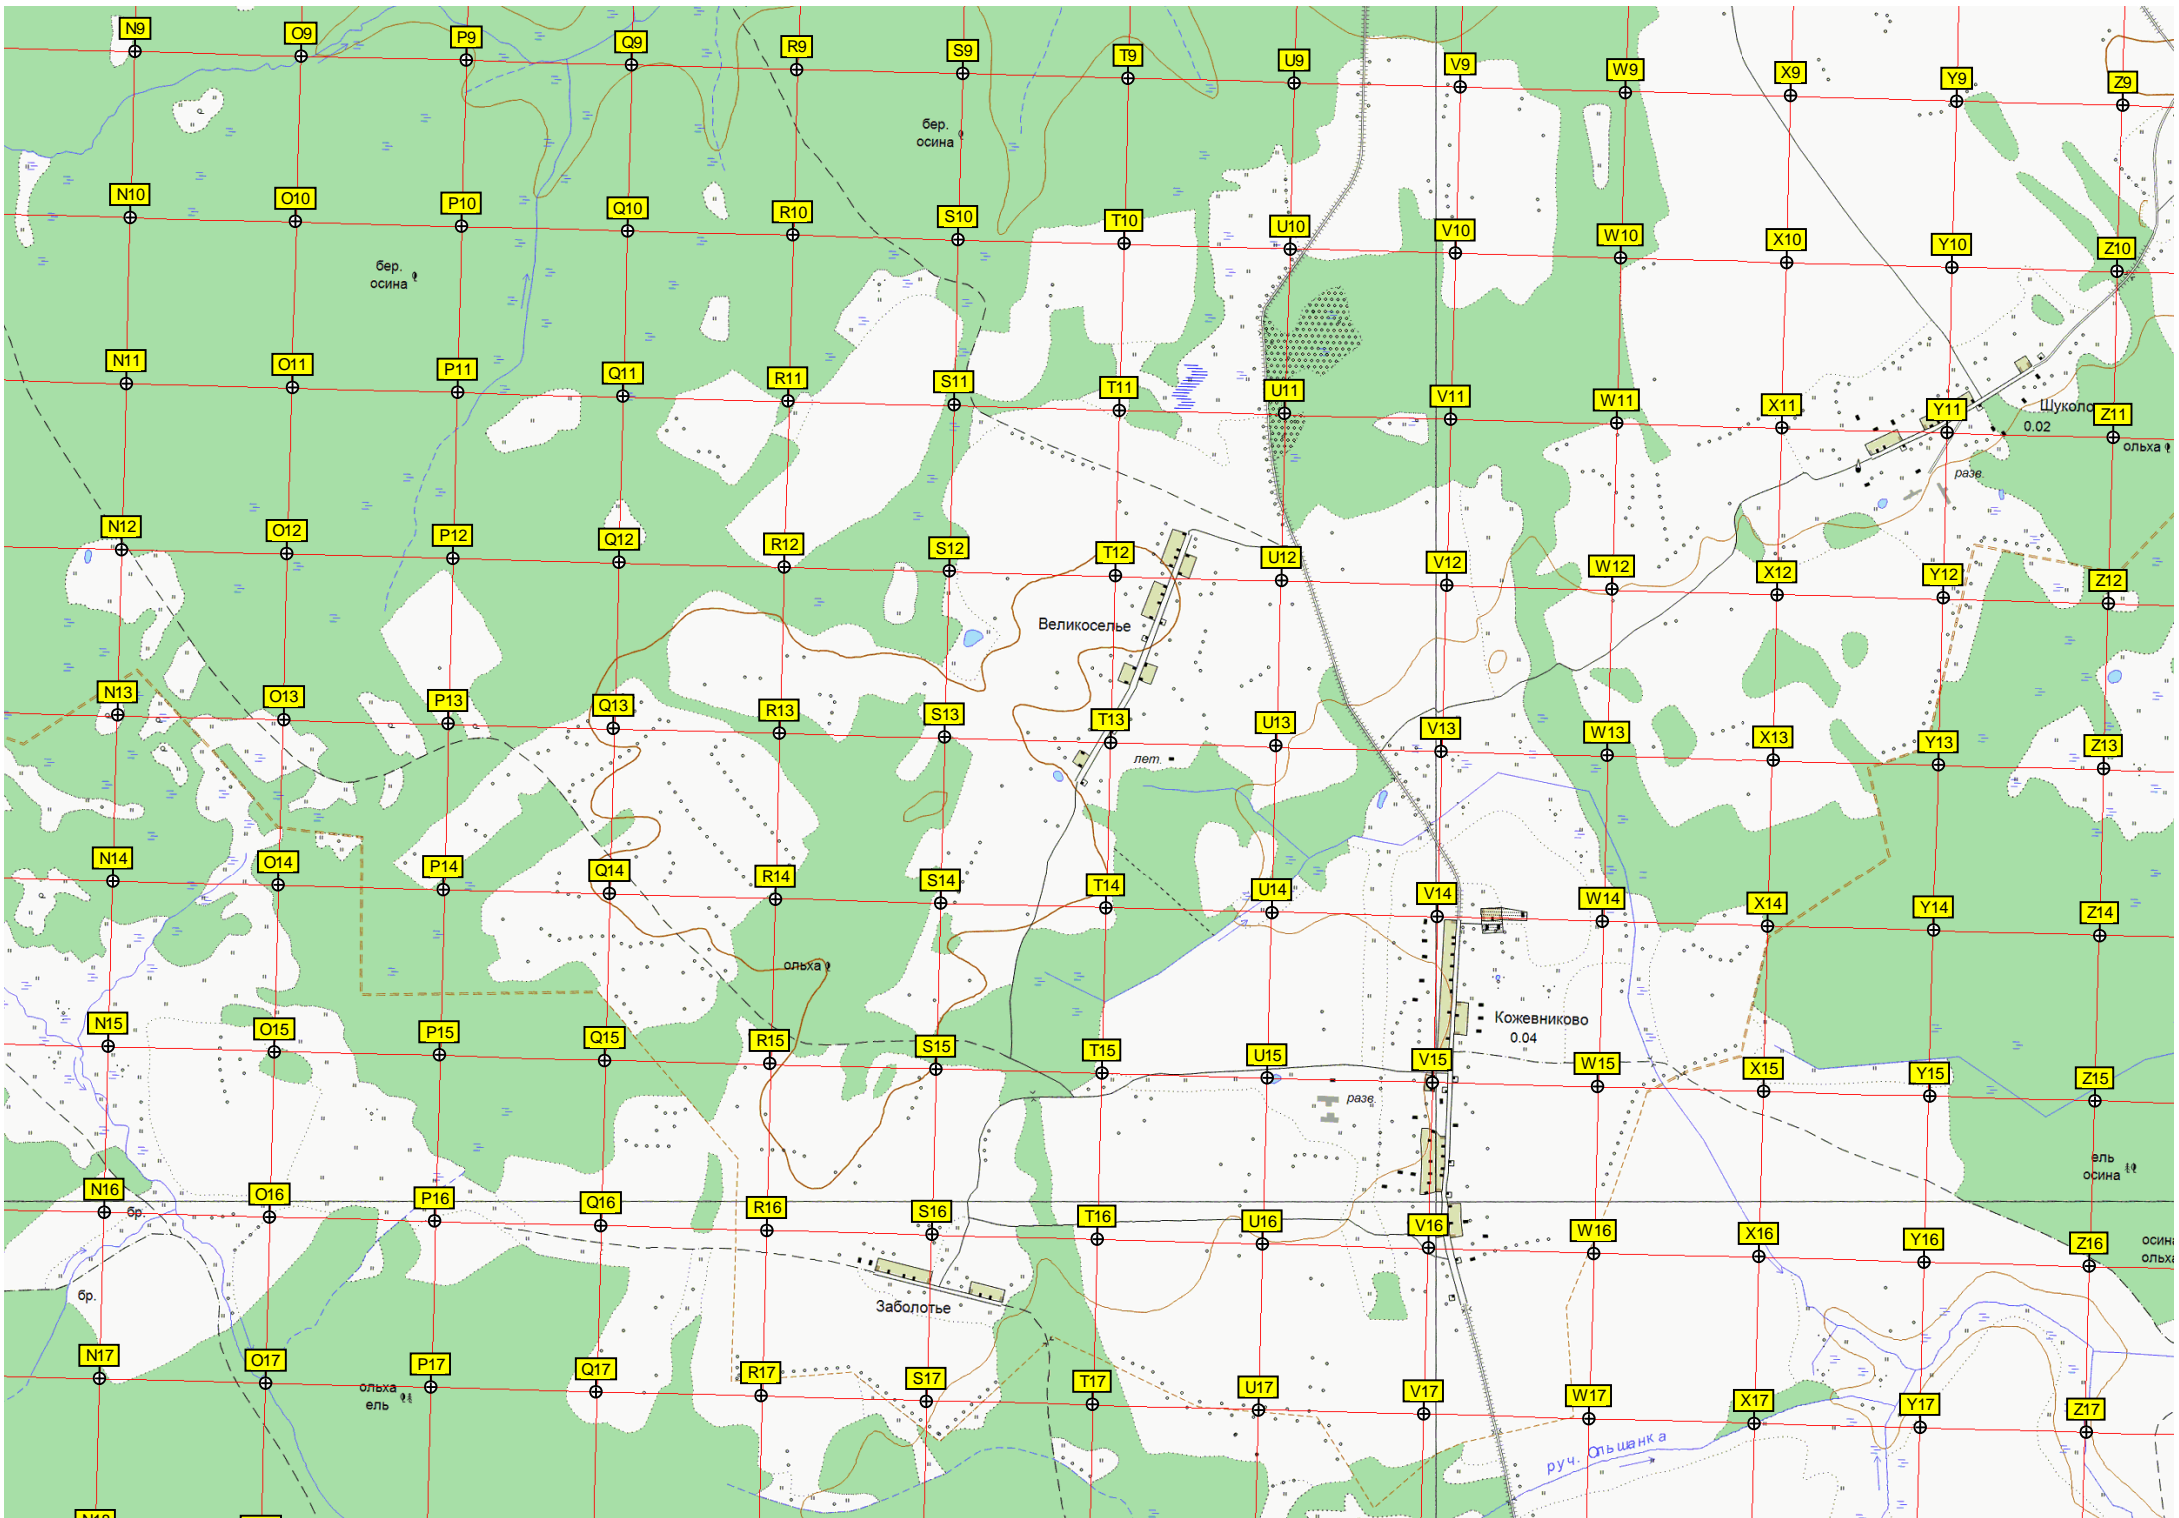 N9 O9 P9 Q9 R9 S9 T9 U9 V9 W9 X9 Y9 Z9
бер.
осина
N10 O10 P10 Q10 R10 S10 T10 U10 V10 W10 X10 Y10 Z10
бер.
осина
N11 O11 P11 Q11 R11 S11 T11 U11 V11 W11 X11 Y11 Z11
Шуколо
0.02
ольха
разв.
N12 O12 P12 Q12 R12 S12 T12 U12 V12 W12 X12 Y12 Z12
Великоселье
N13 O13 P13 Q13 R13 S13 T13 U13 V13 W13 X13 Y13 Z13
лет.
N14 O14 P14 Q14 R14 S14 T14 U14 V14 W14 X14 Y14 Z14
ольха
Кожевниково
0.04
N15 O15 P15 Q15 R15 S15 T15 U15 V15 W15 X15 Y15 Z15
разв.
ель
осина
N16 O16 P16 Q16 R16 S16 T16 U16 V16 W16 X16 Y16 Z16
бр.
осин
ольха
бр.
Заболотье
N17 O17 P17 Q17 R17 S17 T17 U17 V17 W17 X17 Y17 Z17
ольха
ель
руч. Ольшанка
N18